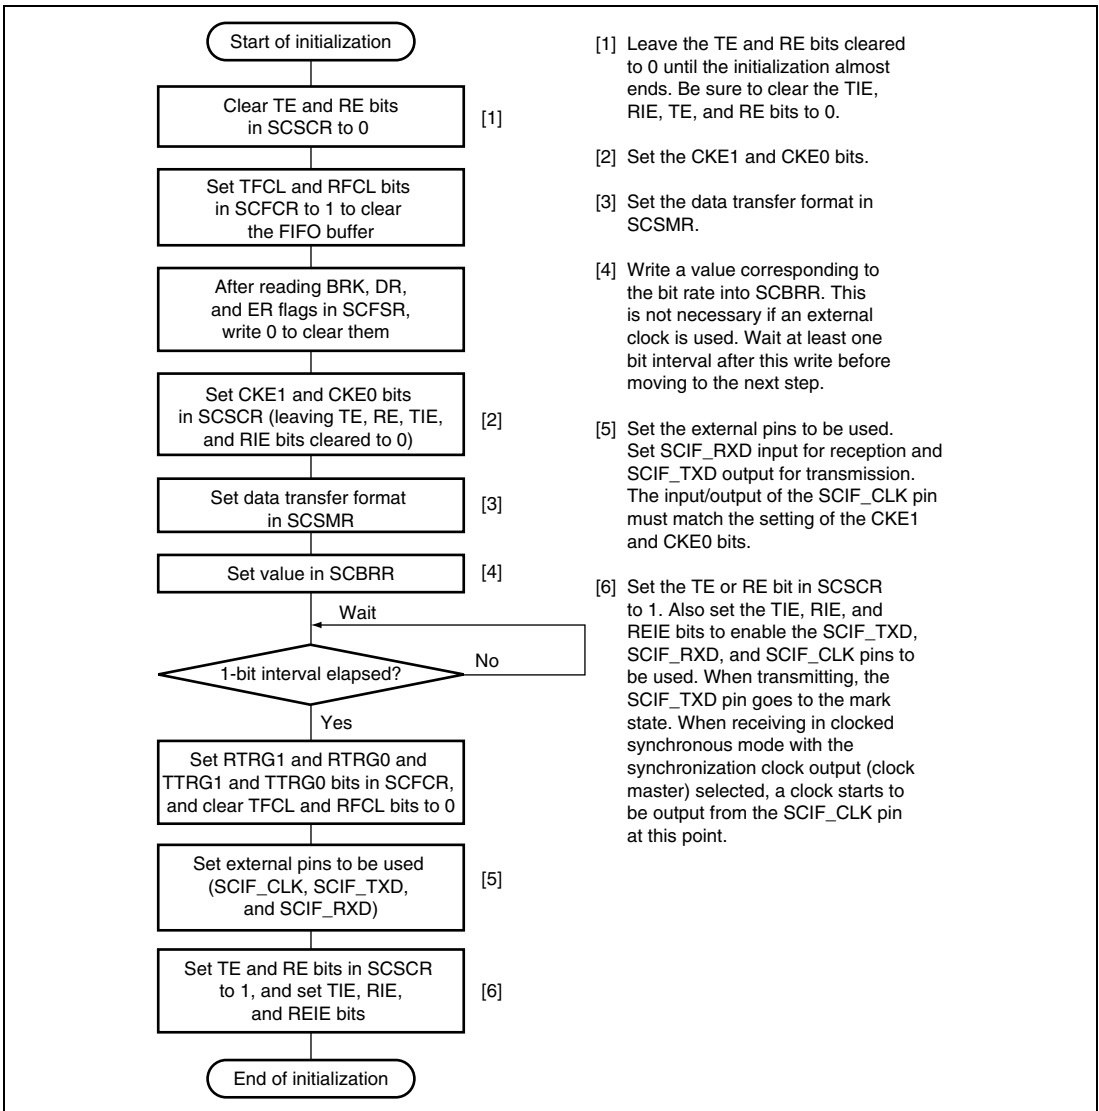 Start of initialization
Clear TE and RE bits
in SCSCR to 0
[1]
Set TFCL and RFCL bits
in SCFCR to 1 to clear
the FIFO buffer
After reading BRK, DR,
and ER flags in SCFSR,
write 0 to clear them
Set CKE1 and CKE0 bits
in SCSCR (leaving TE, RE, TIE,
and RIE bits cleared to 0)
[2]
Set data transfer format
in SCSMR
[3]
Set value in SCBRR
[4]
Wait
1-bit interval elapsed?
No
Yes
Set RTRG1 and RTRG0 and
TTRG1 and TTRG0 bits in SCFCR,
and clear TFCL and RFCL bits to 0
Set external pins to be used
(SCIF_CLK, SCIF_TXD,
and SCIF_RXD)
[5]
Set TE and RE bits in SCSCR
to 1, and set TIE, RIE,
and REIE bits
[6]
End of initialization
[1] Leave the TE and RE bits cleared
to 0 until the initialization almost
ends. Be sure to clear the TIE,
RIE, TE, and RE bits to 0.
[2] Set the CKE1 and CKE0 bits.
[3] Set the data transfer format in
SCSMR.
[4] Write a value corresponding to
the bit rate into SCBRR. This
is not necessary if an external
clock is used. Wait at least one
bit interval after this write before
moving to the next step.
[5] Set the external pins to be used.
Set SCIF_RXD input for reception and
SCIF_TXD output for transmission.
The input/output of the SCIF_CLK pin
must match the setting of the CKE1
and CKE0 bits.
[6] Set the TE or RE bit in SCSCR
to 1. Also set the TIE, RIE, and
REIE bits to enable the SCIF_TXD,
SCIF_RXD, and SCIF_CLK pins to
be used. When transmitting, the
SCIF_TXD pin goes to the mark
state. When receiving in clocked
synchronous mode with the
synchronization clock output (clock
master) selected, a clock starts to
be output from the SCIF_CLK pin
at this point.